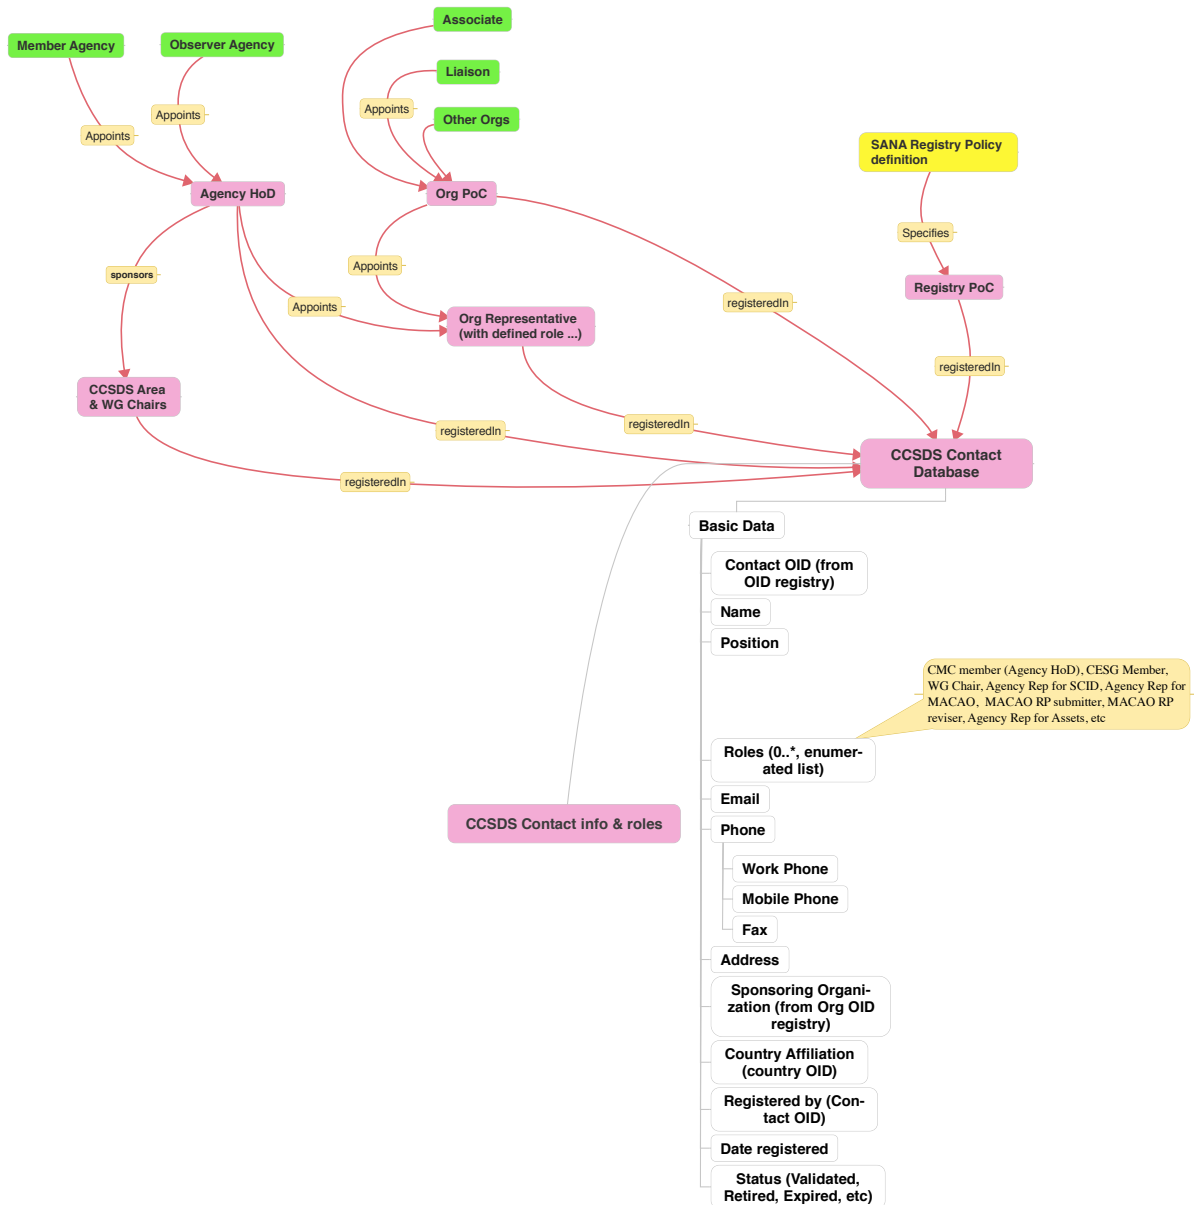 Associate
Member Agency
Observer Agency
Liaison
Appoints
Appoints
Other Orgs
Appoints
SANA Registry Policy
definition
Agency HoD
Org PoC
Specifies
sponsors
Appoints
Registry PoC
Appoints
registeredIn
Org Representative
(with defined role ...)
registeredIn
CCSDS Area
& WG Chairs
registeredIn
registeredIn
CCSDS Contact
Database
registeredIn
Basic Data
Contact OID (from
OID registry)
Name
Position
CMC member (Agency HoD), CESG Member,
WG Chair, Agency Rep for SCID, Agency Rep for
MACAO, MACAO RP submitter, MACAO RP
reviser, Agency Rep for Assets, etc
Roles (0..*, enumer-
ated list)
Email
CCSDS Contact info & roles
Phone
Work Phone
Mobile Phone
Fax
Address
Sponsoring Organi-
zation (from Org OID
registry)
Country Affiliation
(country OID)
Registered by (Con-
tact OID)
Date registered
Status (Validated,
Retired, Expired, etc)